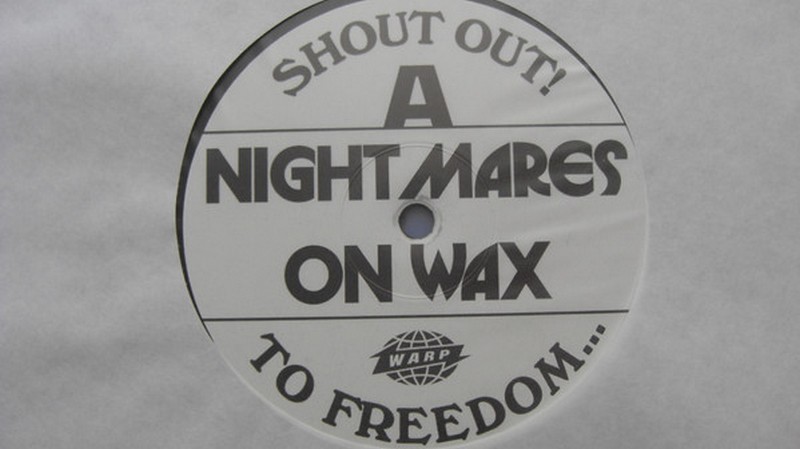 SHOUT OUT!
A
NIGHTMARES
ON WAX
WARP
TO FREEDOM...